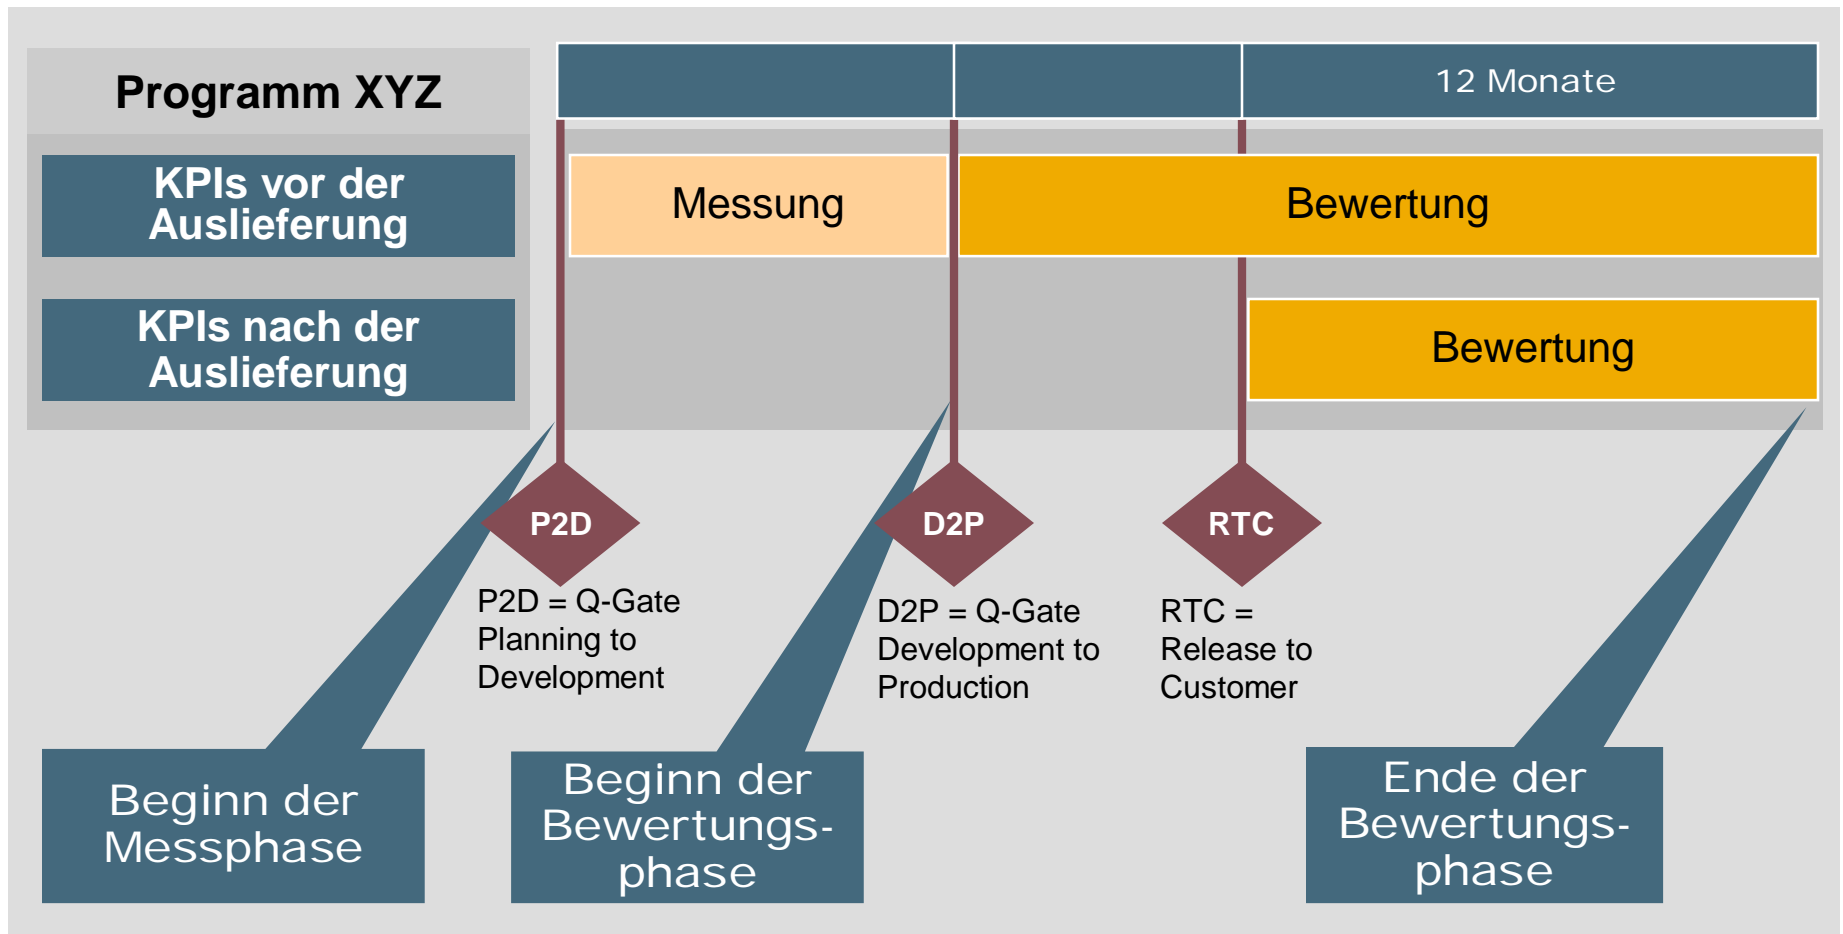 Programm XYZ
12 Monate
KPIs vor der
Auslieferung
Messung
Bewertung
KPIs nach der
Auslieferung
Bewertung
P2D
D2P
RTC
P2D = Q-Gate
Planning to
Development
D2P = Q-Gate
Development to
Production
RTC =
Release to
Customer
Beginn der
Messphase
Beginn der
Bewertungs-
phase
Ende der
Bewertungs-
phase